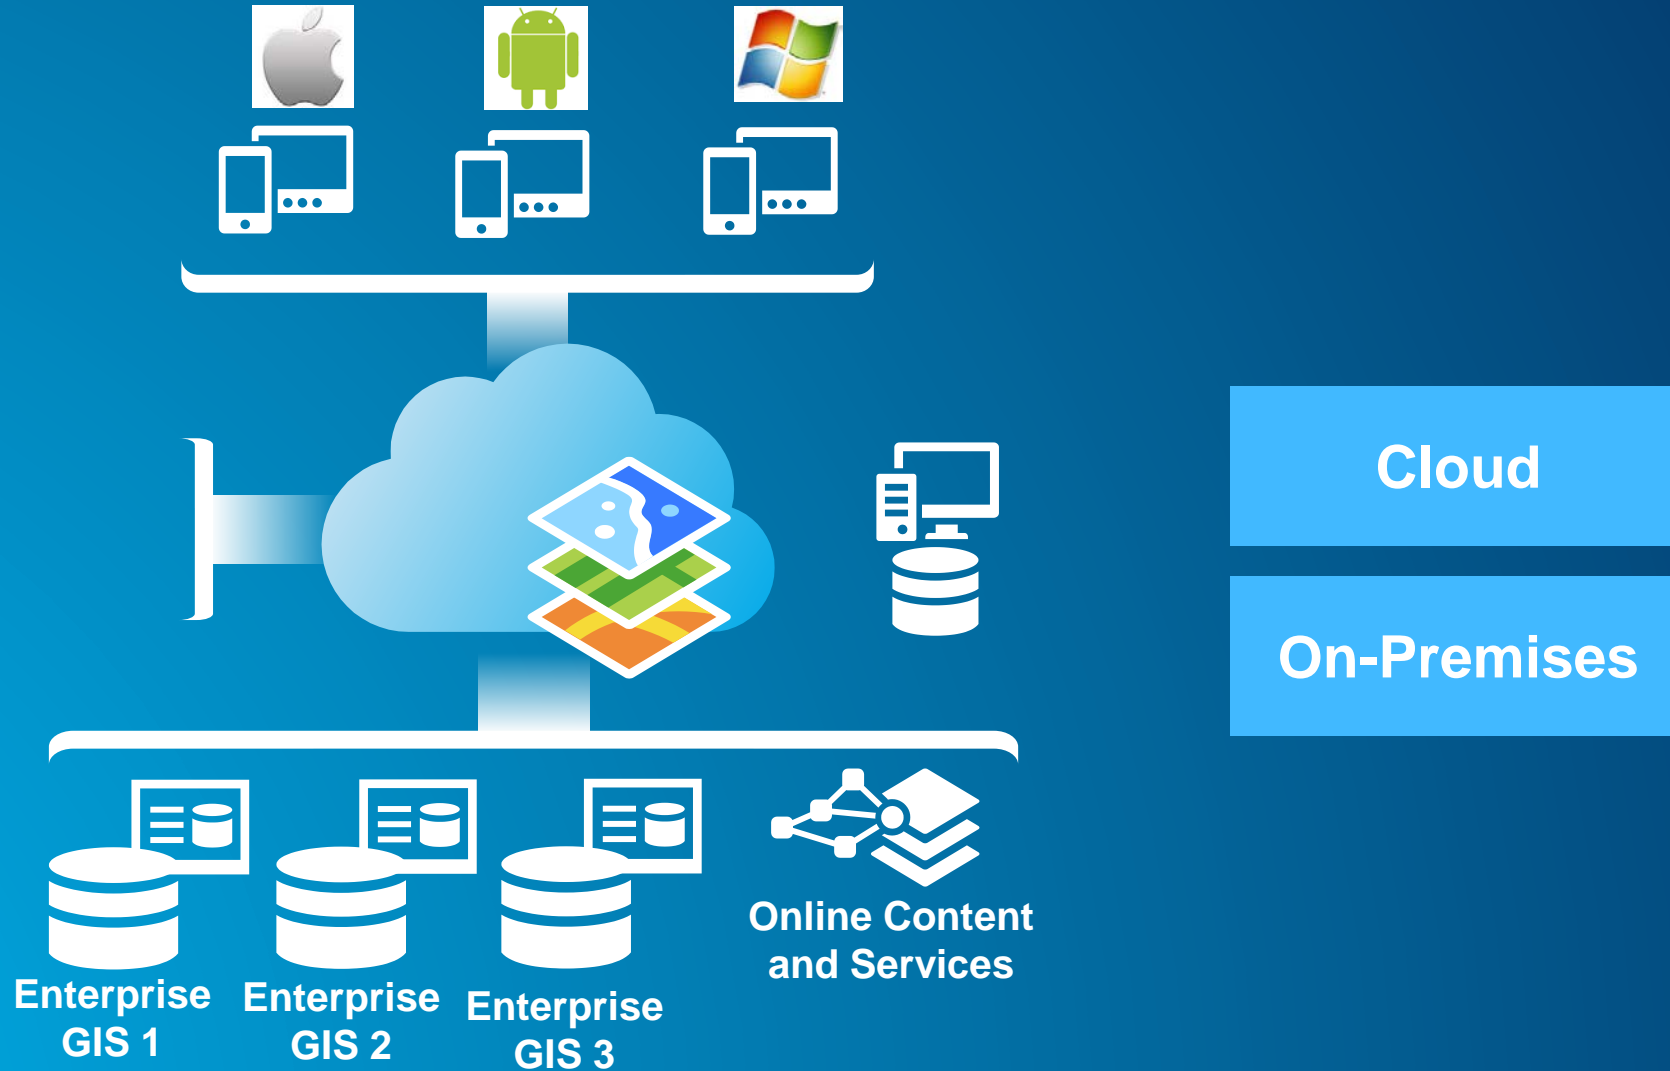 Cloud
On-Premises
Online Content
and Services
Enterprise
GIS 1
Enterprise
GIS 2
Enterprise
GIS 3